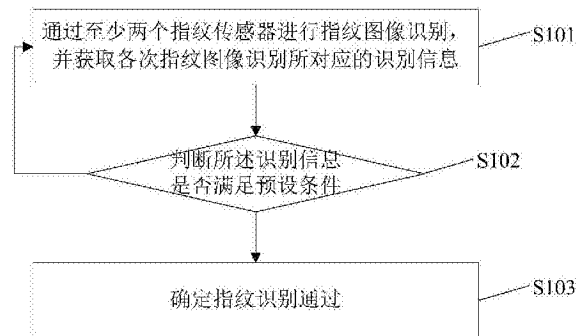 通过至少两个指纹传感器进行指纹图像识别，
并获取各次指纹图像识别所对应的识别信息
S101
判断所述识别信息
是否满足预设条件
S102
确定指纹识别通过
S103